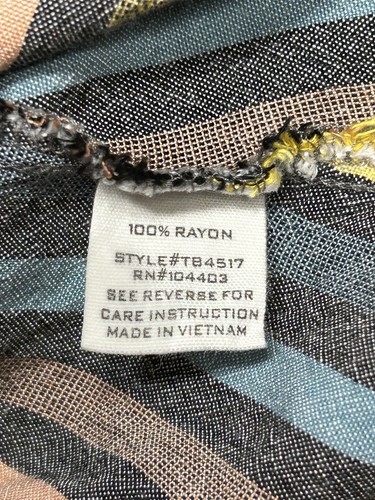 100% RAYON
STYLE#TB4517
RN#104403
SEE REVERSE FOR
CARE INSTRUCTION
MADE IN VIETNAM